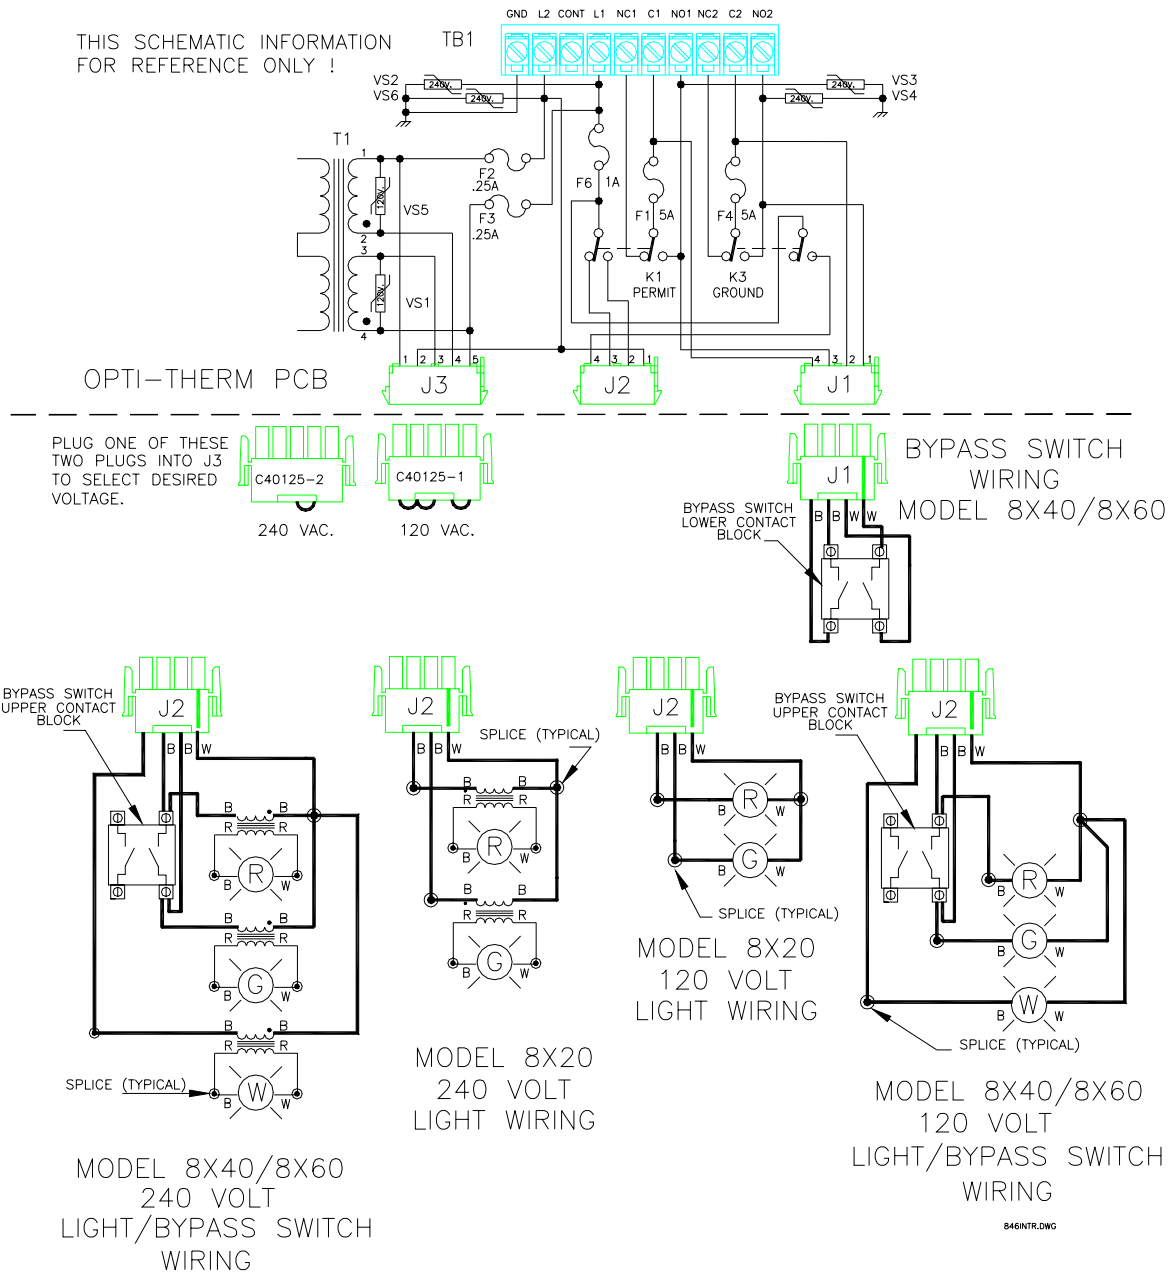 GND L2 CONT L1 NC1 C1 NO1 NC2 C2 NO2
THIS SCHEMATIC INFORMATION
FOR REFERENCE ONLY !
TB1
VS2
VS6
240V.
240V.
VS3
VS4
240V.
240V.
T1
1
2
3
4
120V.
VS5
120V.
VS1
F2
.25A
F3
.25A
F6 1A
F1 5A
F4 5A
K1
PERMIT
K3
GROUND
1 2 3 4 5
4 3 2 1
4 3 2 1
OPTI-THERM PCB
J3
J2
J1
PLUG ONE OF THESE
TWO PLUGS INTO J3
TO SELECT DESIRED
VOLTAGE.
C40125-2
240 VAC.
C40125-1
120 VAC.
J1
BYPASS SWITCH
WIRING
MODEL 8X40/8X60
BYPASS SWITCH
LOWER CONTACT
BLOCK
B B W W
BYPASS SWITCH
UPPER CONTACT
BLOCK
J2
B B W
B B
R R
R
B W
B B
R R
G
B W
B B
R R
W
B W
SPLICE (TYPICAL)
MODEL 8X40/8X60
240 VOLT
LIGHT/BYPASS SWITCH
WIRING
J2
B B W
SPLICE (TYPICAL)
B B
R R
R
B W
B B
R R
G
B W
MODEL 8X20
240 VOLT
LIGHT WIRING
J2
B B W
R
B W
G
B W
SPLICE (TYPICAL)
MODEL 8X20
120 VOLT
LIGHT WIRING
BYPASS SWITCH
UPPER CONTACT
BLOCK
J2
B B W
R
B W
G
B W
W
B W
SPLICE (TYPICAL)
MODEL 8X40/8X60
120 VOLT
LIGHT/BYPASS SWITCH
WIRING
846INTR.DWG